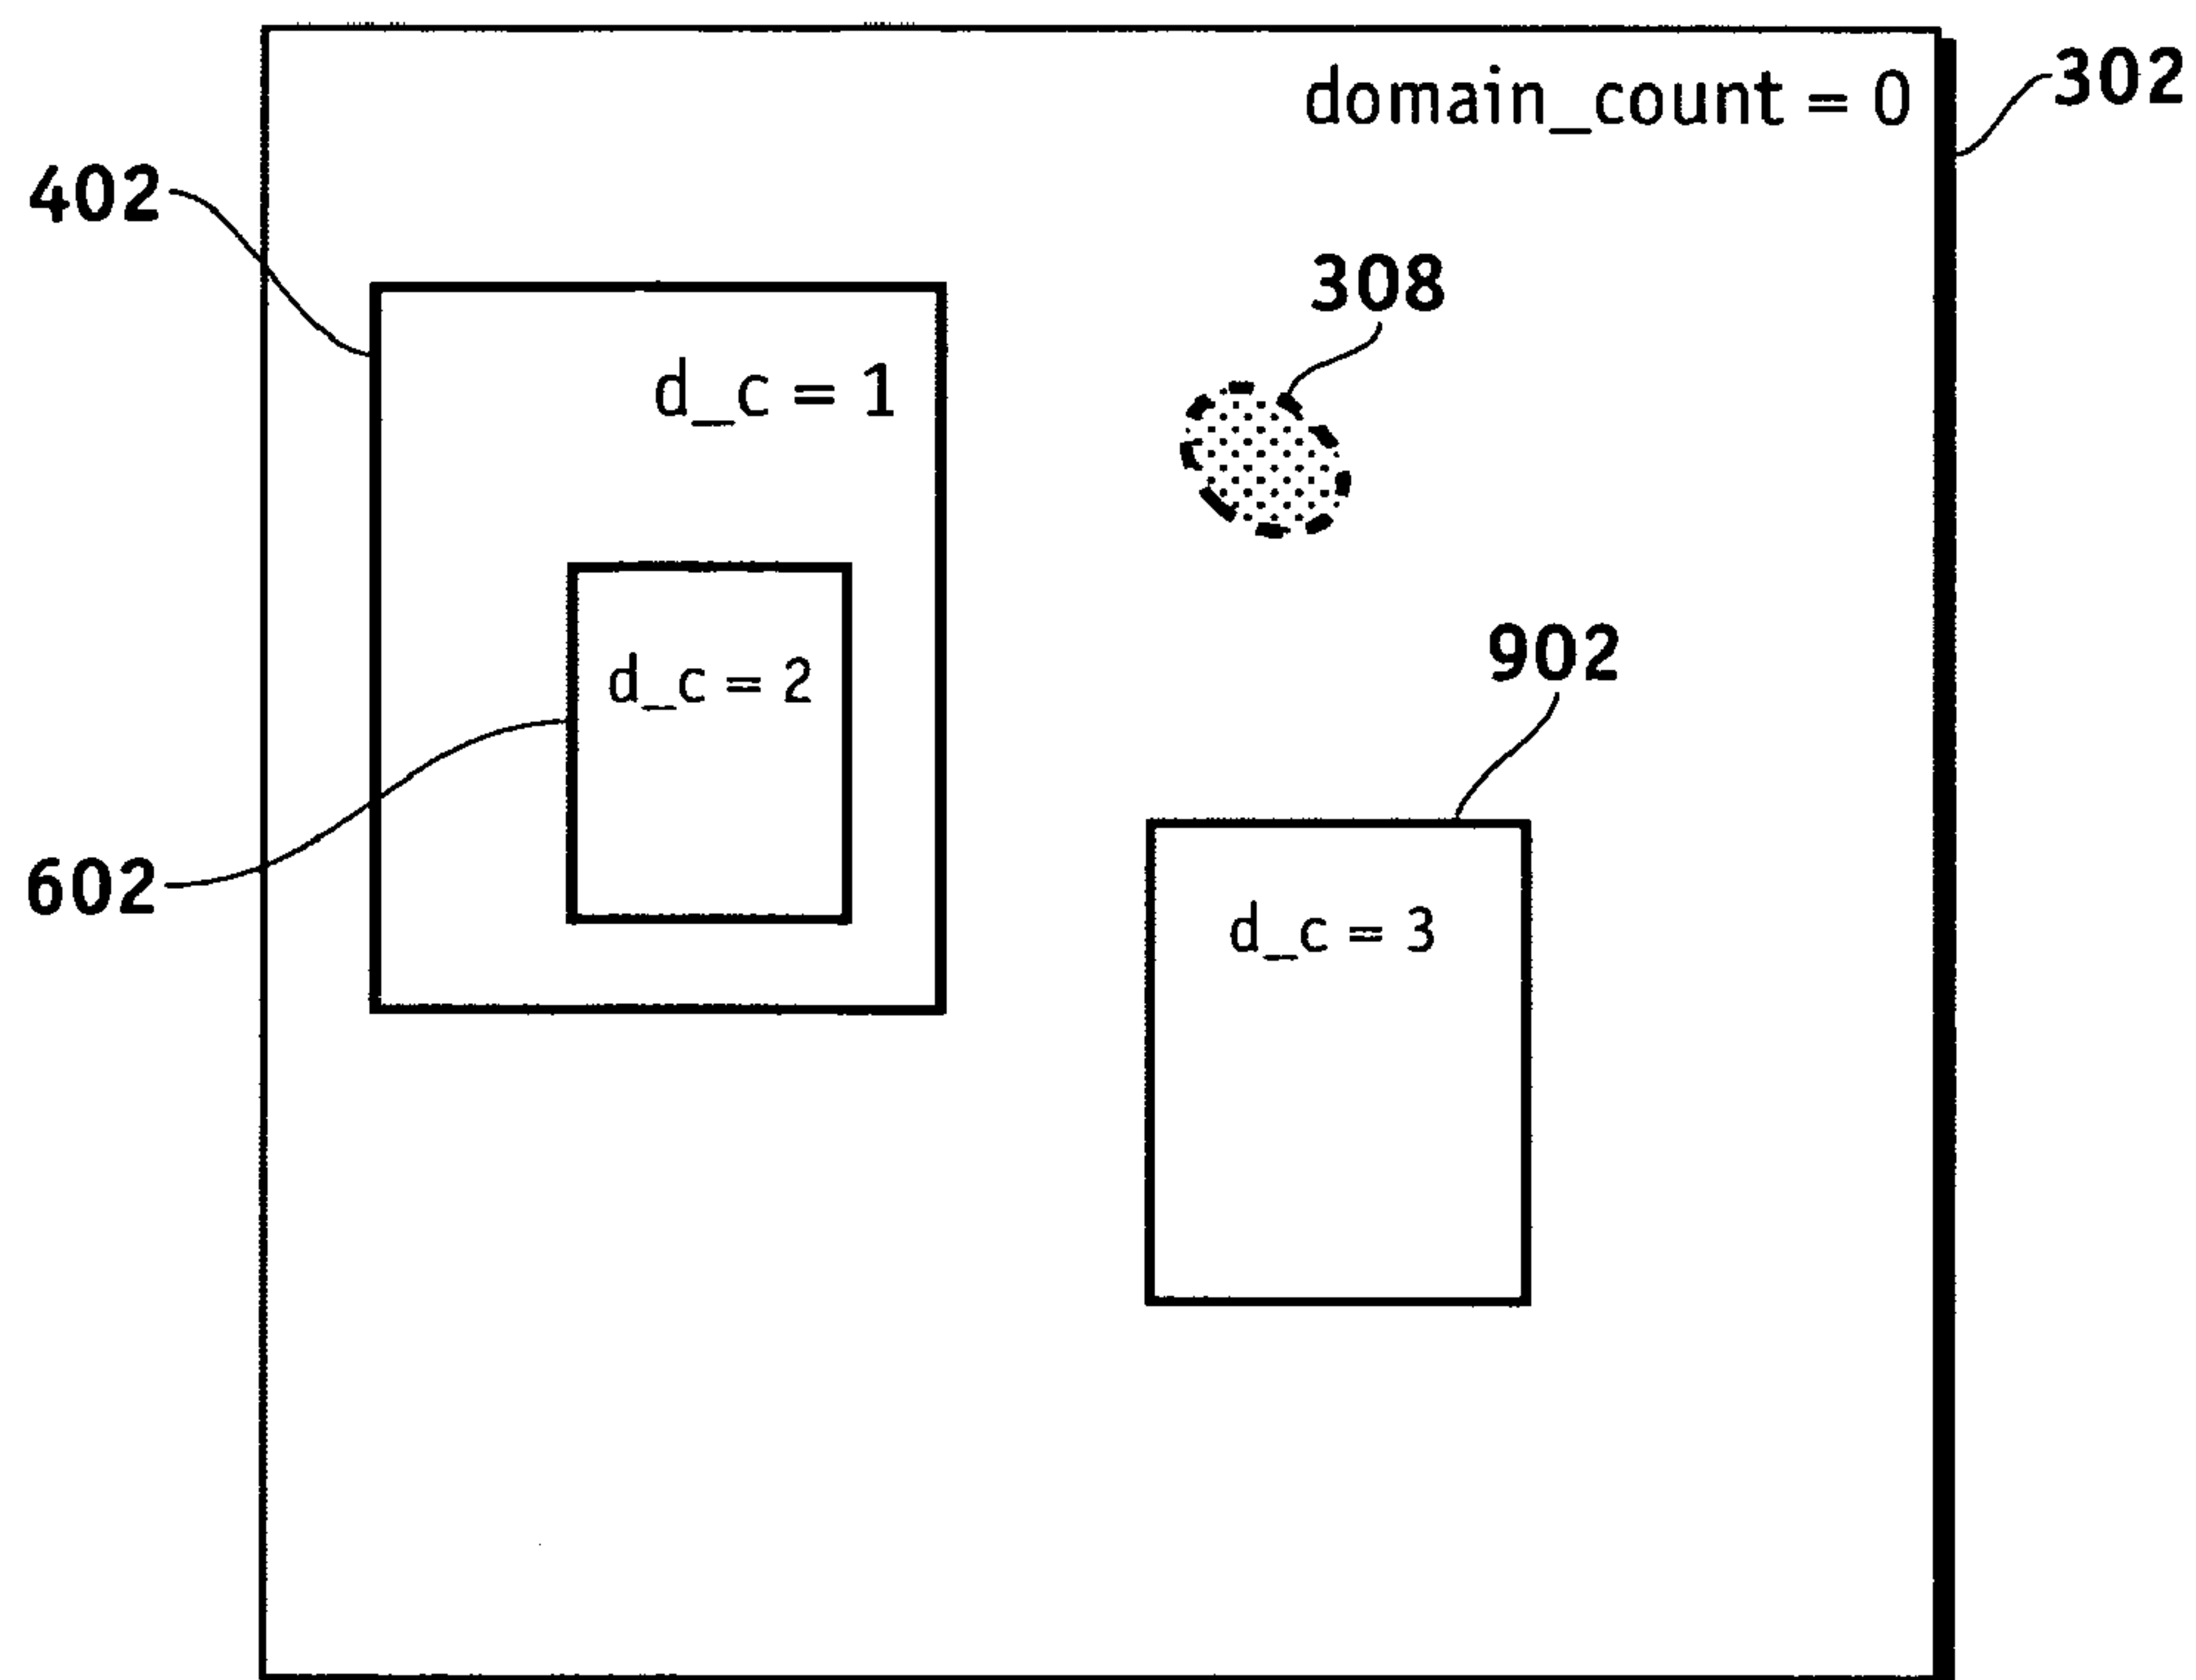 domain_count = 0
302
402
308
d_c = 1
902
d_c = 2
602
d_c = 3